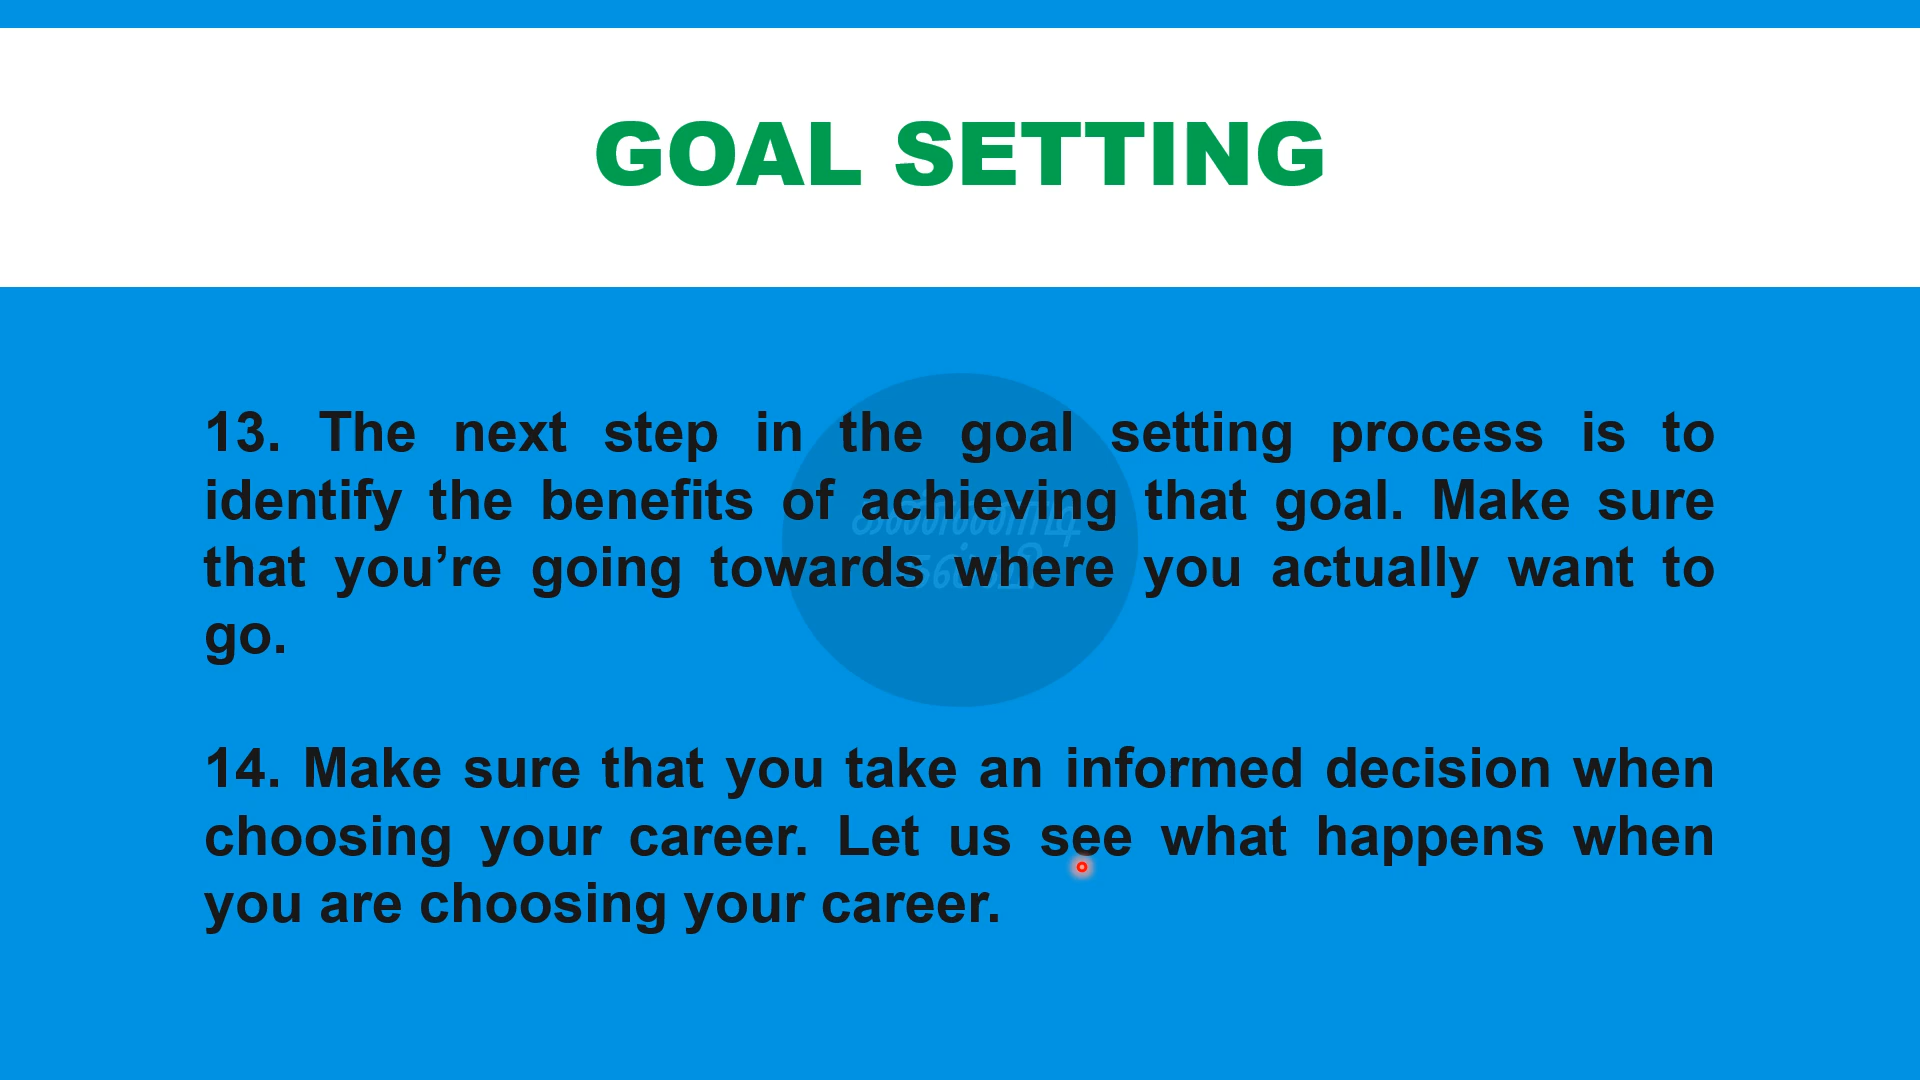 GOAL SETTING
13. The next step in the goal setting process is to
identify the benefits of achieving that goal. Make sure
that you’re going towards where you actually want to
go.
14. Make sure that you take an informed decision when
choosing your career. Let us see what happens when
you are choosing your career.